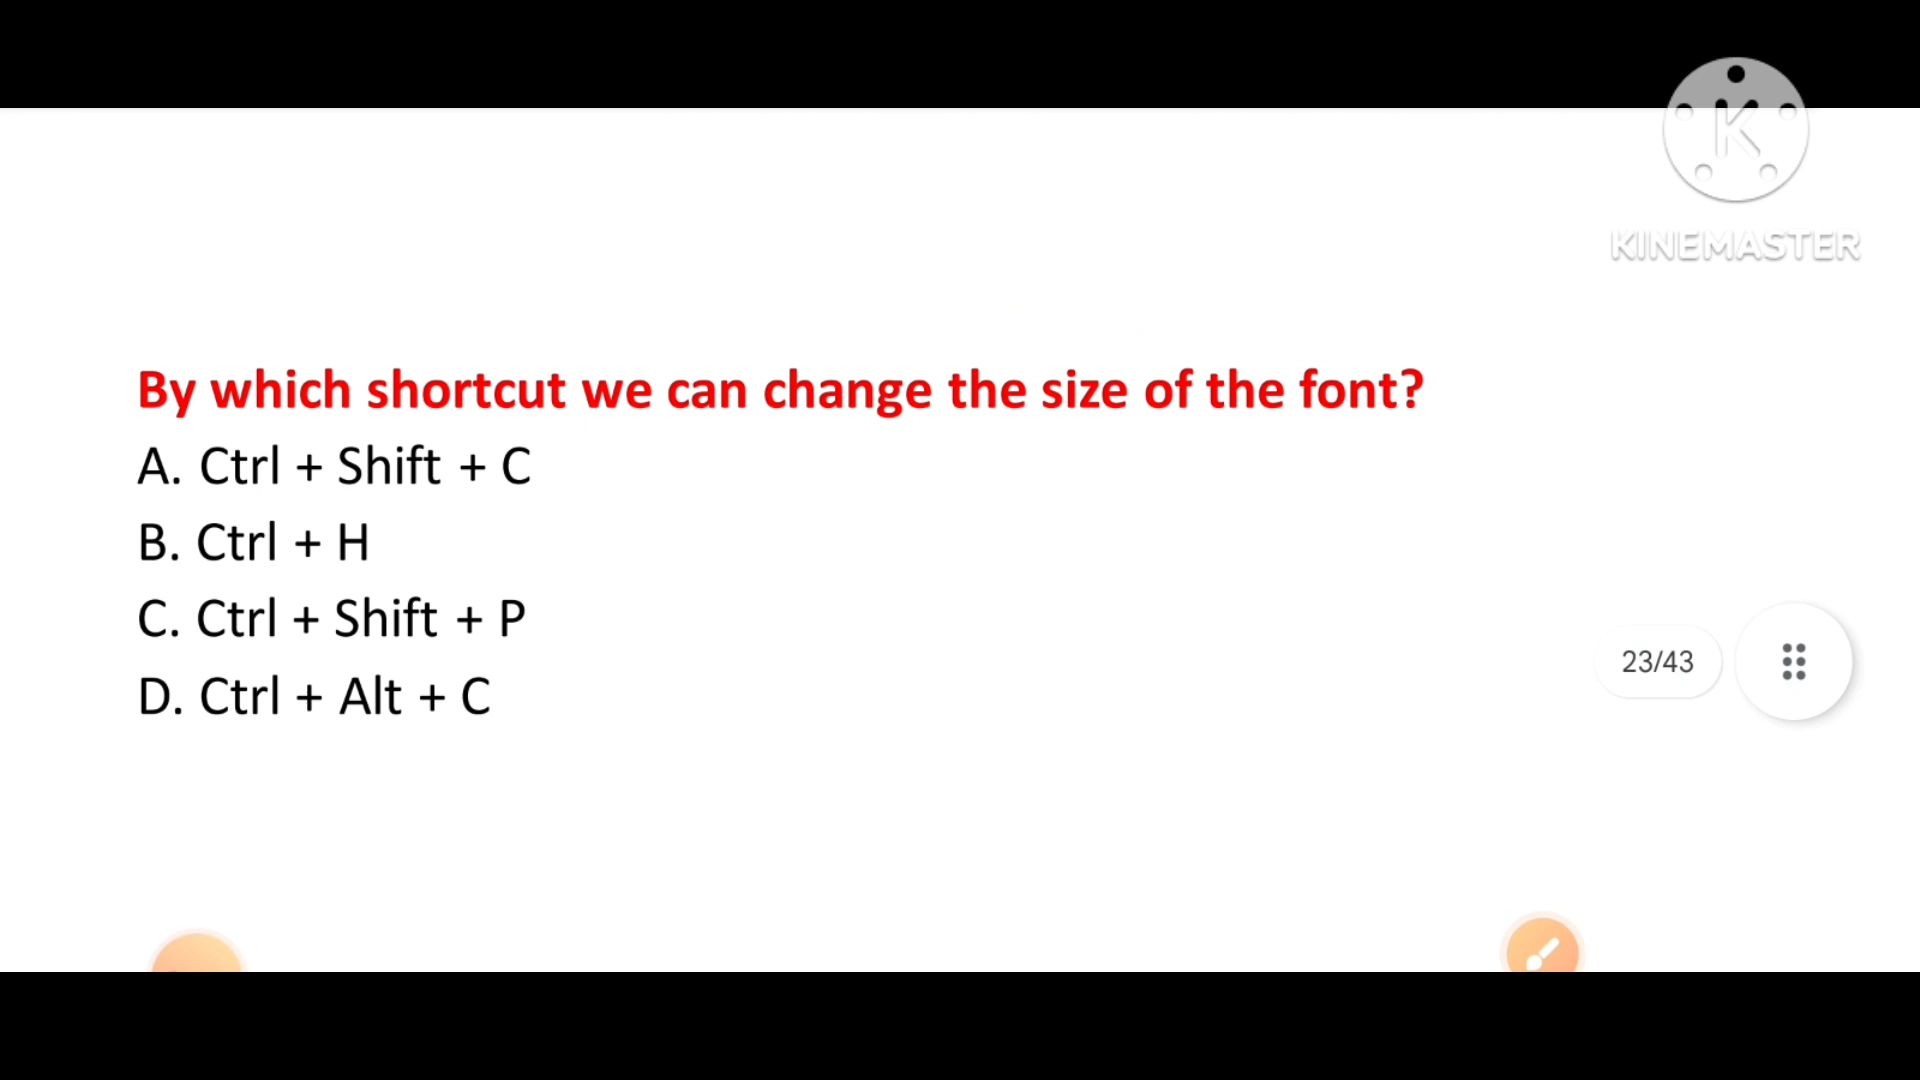 K
KINEMASTER
By which shortcut we can change the size of the font?
A. Ctrl + Shift + C
B. Ctrl + H
C. Ctrl + Shift + P
23/43
D. Ctrl + Alt + C